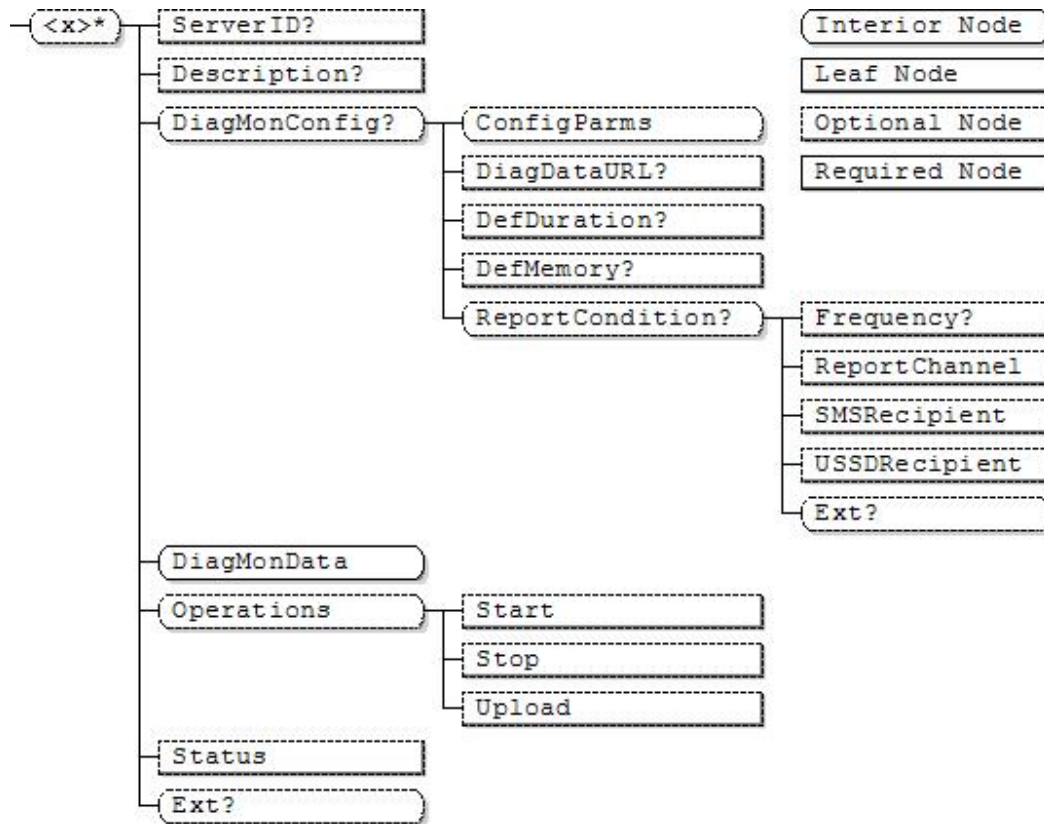 <x>*
ServerID?
Description?
DiagMonConfig?
ConfigParms
DiagDataURL?
DefDuration?
DefMemory?
ReportCondition?
Frequency?
ReportChannel
SMSRecipient
USSDRecipient
Ext?
DiagMonData
Operations
Start
Stop
Upload
Status
Ext?
Interior Node
Leaf Node
Optional Node
Required Node